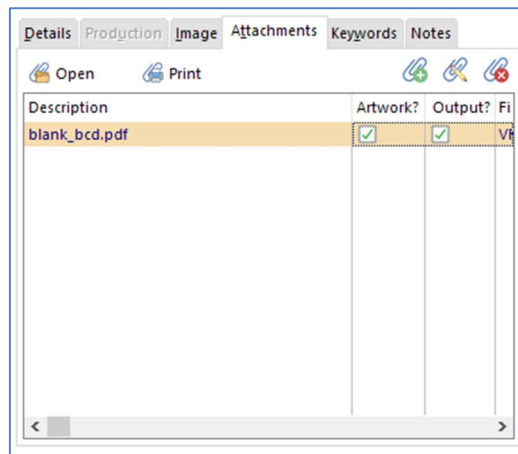 Details Production Image Attachments Keywords Notes
Open Print
Description Artwork? Output? Fi
blank_bcd.pdf